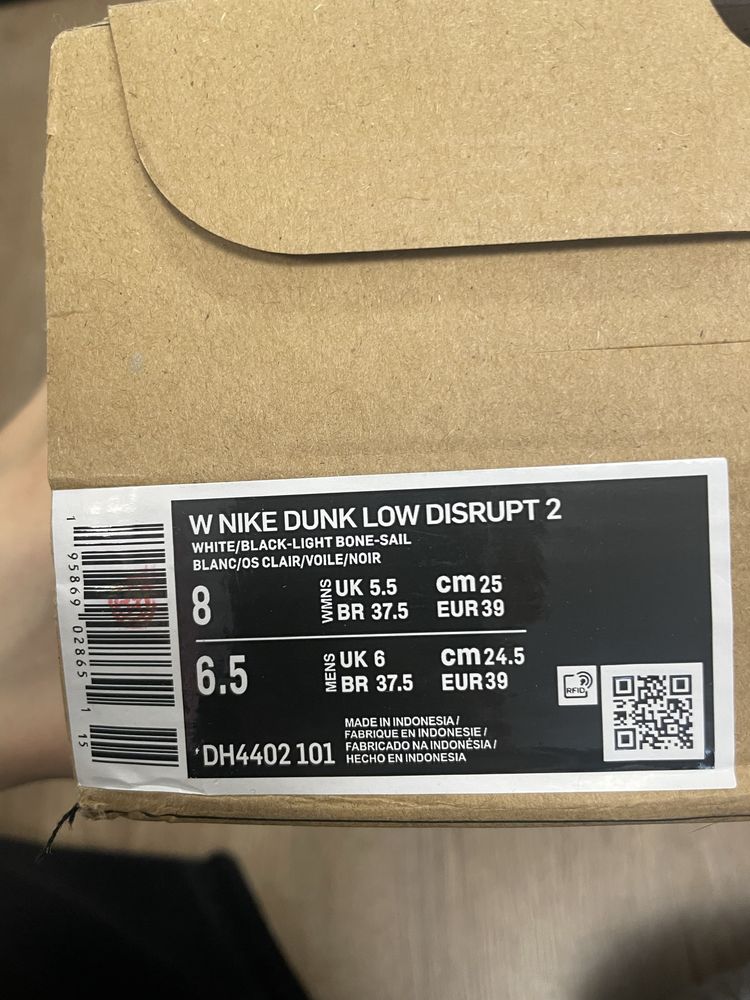 W NIKE DUNK LOW DISRUPT 2
WHITE/BLACK-LIGHT BONE-SAIL
BLANC/OS CLAIR/VOILE/NOIR
8 WMNS UK 5.5 cm 25
BR 37.5 EUR 39
6.5 MENS UK 6 cm 24.5
BR 37.5 EUR 39
DH4402 101
MADE IN INDONESIA /
FABRIQUE EN INDONESIE /
FABRICADO NA INDONÉSIA /
HECHO EN INDONESIA
RFID
1 95869 02865 1 15